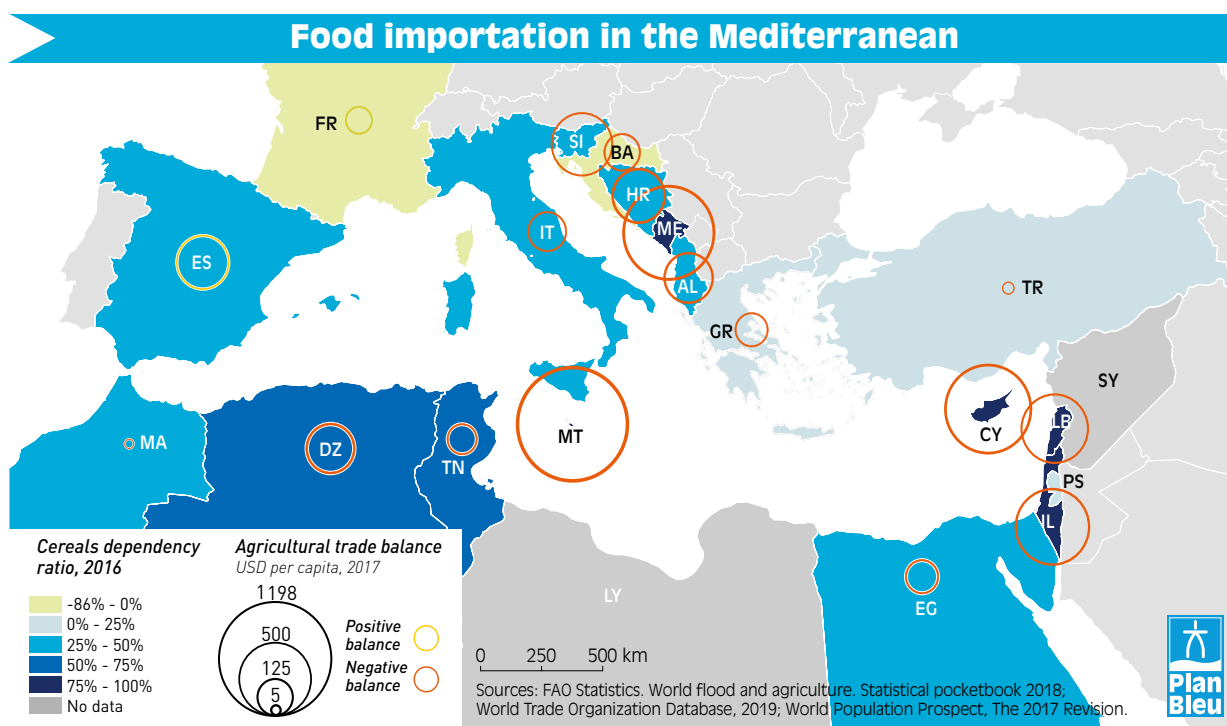 Food importation in the Mediterranean
FR
SI
BA
HR
ME
IT
ES
AL
GR
TR
SY
MA
DZ
TN
MT
CY
LB
PS
IL
LY
EG
Cereals dependency
ratio, 2016
-86% - 0%
0% - 25%
25% - 50%
50% - 75%
75% - 100%
No data
Agricultural trade balance
USD per capita, 2017
1198
500
125
5
0
Positive
balance
Negative
balance
0 250 500 km
Sources: FAO Statistics. World flood and agriculture. Statistical pocketbook 2018;
World Trade Organization Database, 2019; World Population Prospect, The 2017 Revision.
Plan
Bleu